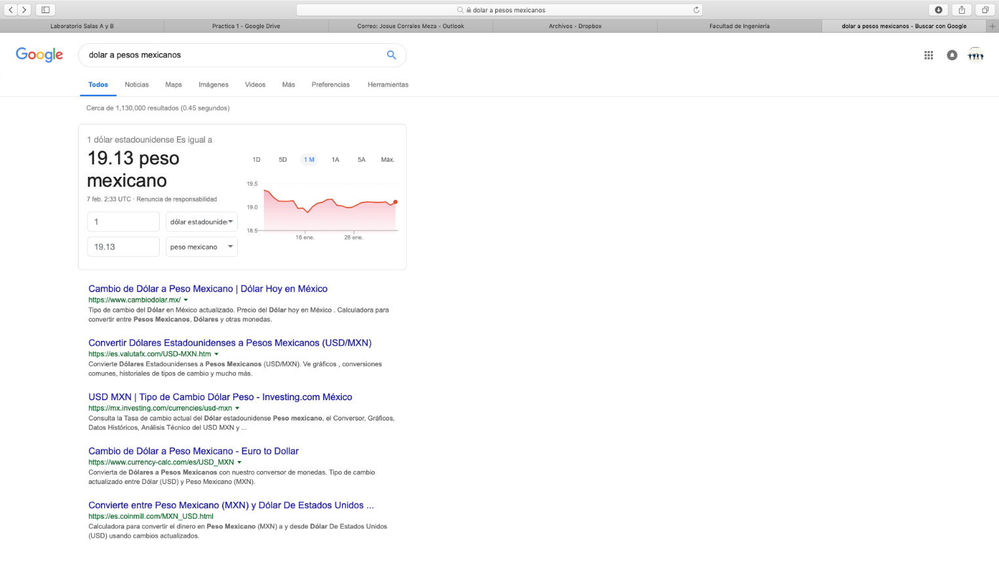 dolar a pesos mexicanos
Laboratorio Salas A y B
Practica 1 - Google Drive
Correo: Josue Corrales Meza - Outlook
Archivos - Dropbox
Facultad de Ingeniería
dolar a pesos mexicanos - Buscar con Google
Google
dolar a pesos mexicanos
Todos Noticias Maps Imágenes Videos Más Preferencias Herramientas
Cerca de 1,130,000 resultados (0.45 segundos)
1 dólar estadounidense Es igual a
19.13 peso
mexicano
7 feb. 2:33 UTC · Renuncia de responsabilidad
1 dólar estadounider
19.13 peso mexicano
1D 5D 1 M 1A 5A Máx.
19.5
19.0
18.5
16 ene. 28 ene.
Cambio de Dólar a Peso Mexicano | Dólar Hoy en México
https://www.cambiodolar.mx/
Tipo de cambio del Dólar en México actualizado. Precio del Dólar hoy en México . Calculadora para
convertir entre Pesos Mexicanos, Dólares y otras monedas.
Convertir Dólares Estadounidenses a Pesos Mexicanos (USD/MXN)
https://es.valutafx.com/USD-MXN.htm
Convierte Dólares Estadounidenses a Pesos Mexicanos (USD/MXN). Ve gráficos , conversiones
comunes, historiales de tipos de cambio y mucho más.
USD MXN | Tipo de Cambio Dólar Peso - Investing.com México
https://mx.investing.com/currencies/usd-mxn
Consulta la Tasa de cambio actual del Dólar estadounidense Peso mexicano, el Conversor, Gráficos,
Datos Históricos, Análisis Técnico del USD MXN y ...
Cambio de Dólar a Peso Mexicano - Euro to Dollar
https://www.currency-calc.com/es/USD_MXN
Convierta de Dólares a Pesos Mexicanos con nuestro conversor de monedas. Tipo de cambio
actualizado entre Dólar (USD) y Peso Mexicano (MXN).
Convierte entre Peso Mexicano (MXN) y Dólar De Estados Unidos ...
https://es.coinmill.com/MXN_USD.html
Calculadora para convertir el dinero en Peso Mexicano (MXN) a y desde Dólar De Estados Unidos
(USD) usando cambios actualizados.